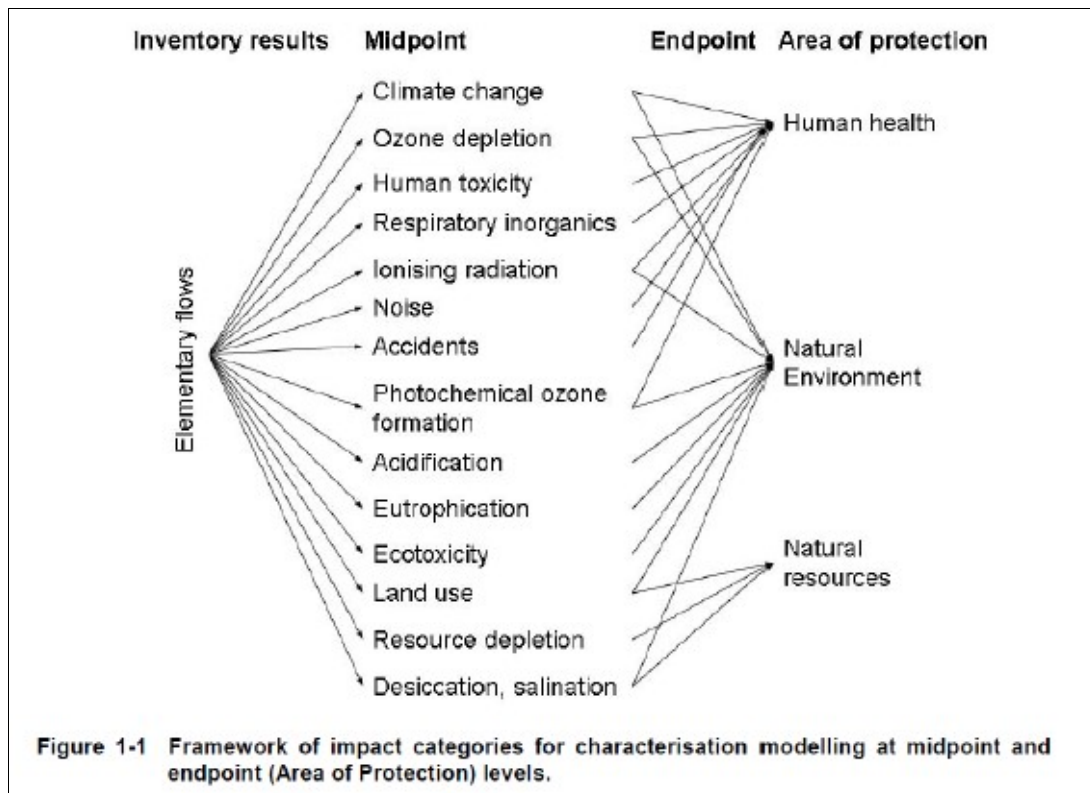 Inventory results Midpoint Endpoint Area of protection
Elementary flows
Climate change
Ozone depletion
Human toxicity
Respiratory inorganics
Ionising radiation
Noise
Accidents
Photochemical ozone
formation
Acidification
Eutrophication
Ecotoxicity
Land use
Resource depletion
Desiccation, salination
Human health
Natural
Environment
Natural
resources
Figure 1-1 Framework of impact categories for characterisation modelling at midpoint and
endpoint (Area of Protection) levels.